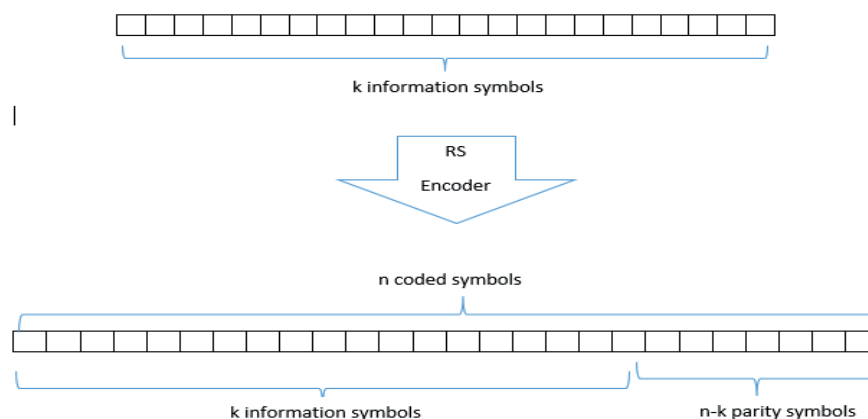 k information symbols
RS
Encoder
n coded symbols
k information symbols
n-k parity symbols